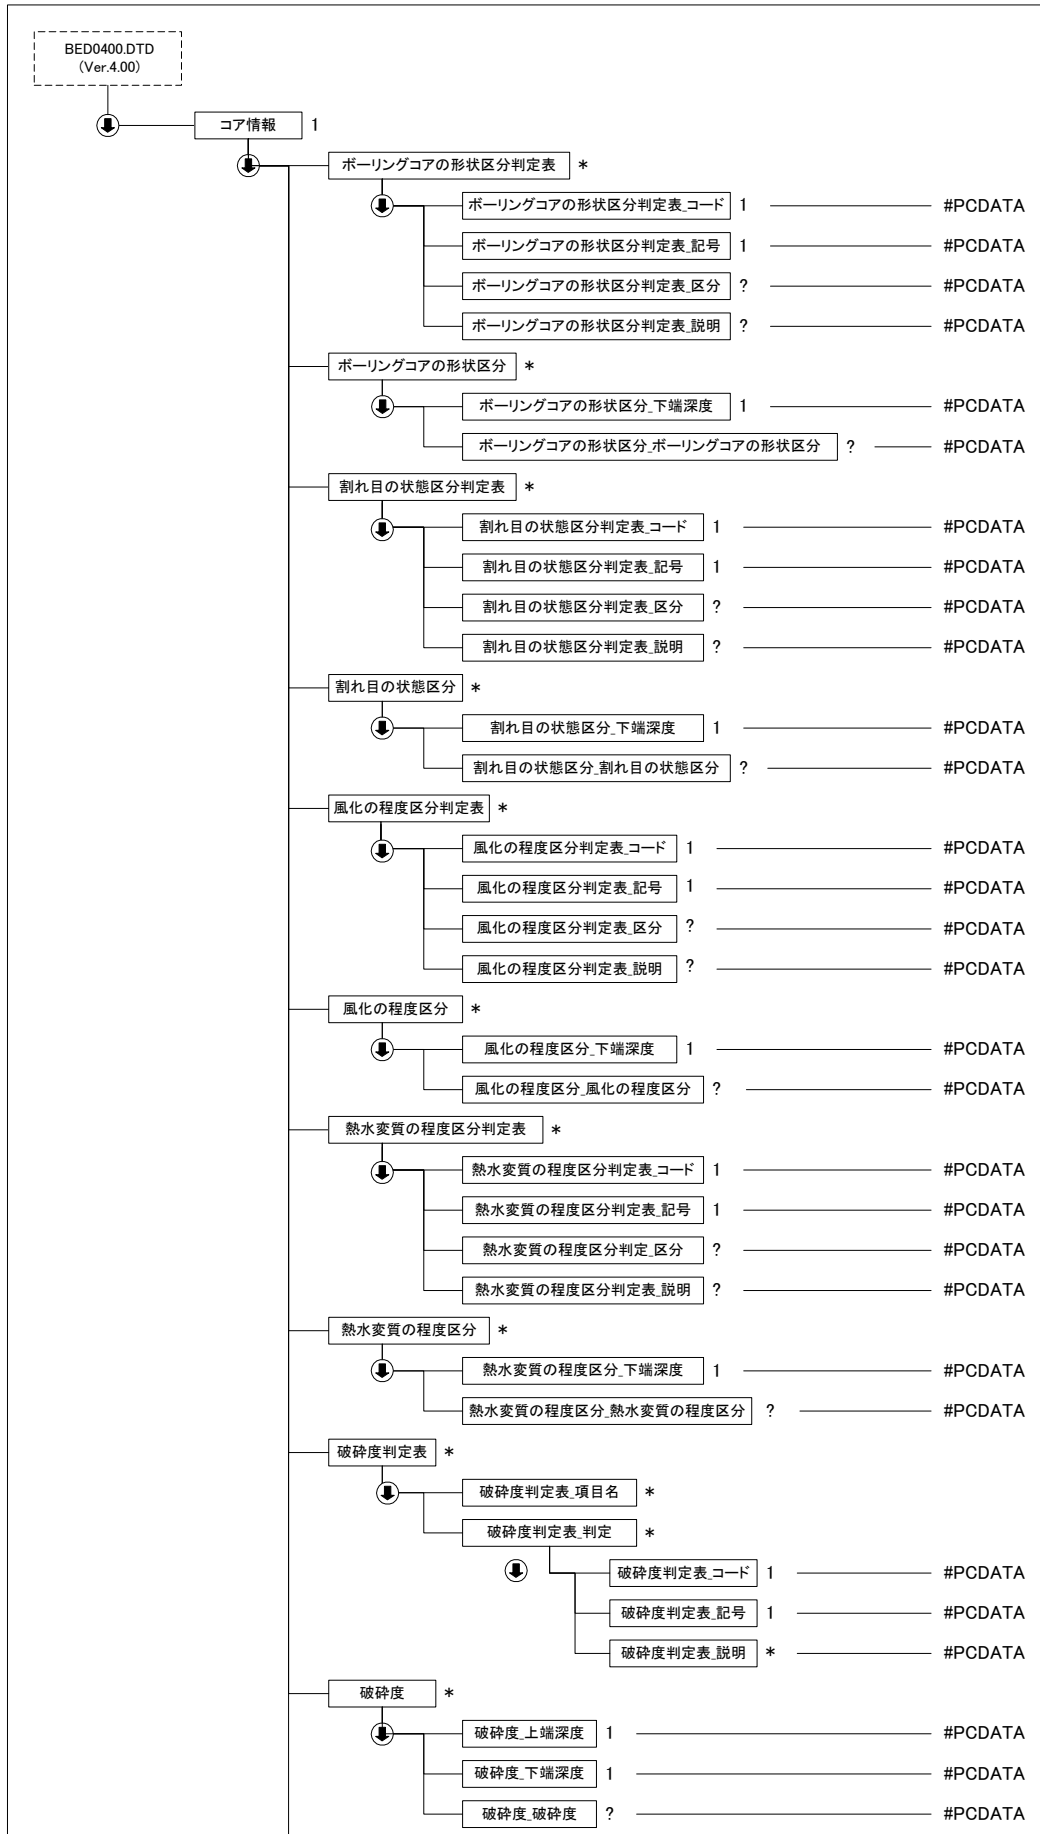 BED0400.DTD
(Ver.4.00)
コア情報 1
ボーリングコアの形状区分判定表 *
ボーリングコアの形状区分判定表_コード 1 #PCDATA
ボーリングコアの形状区分判定表_記号 1 #PCDATA
ボーリングコアの形状区分判定表_区分 ? #PCDATA
ボーリングコアの形状区分判定表_説明 ? #PCDATA
ボーリングコアの形状区分 *
ボーリングコアの形状区分_下端深度 1 #PCDATA
ボーリングコアの形状区分_ボーリングコアの形状区分 ? #PCDATA
割れ目の状態区分判定表 *
割れ目の状態区分判定表_コード 1 #PCDATA
割れ目の状態区分判定表_記号 1 #PCDATA
割れ目の状態区分判定表_区分 ? #PCDATA
割れ目の状態区分判定表_説明 ? #PCDATA
割れ目の状態区分 *
割れ目の状態区分_下端深度 1 #PCDATA
割れ目の状態区分_割れ目の状態区分 ? #PCDATA
風化の程度区分判定表 *
風化の程度区分判定表_コード 1 #PCDATA
風化の程度区分判定表_記号 1 #PCDATA
風化の程度区分判定表_区分 ? #PCDATA
風化の程度区分判定表_説明 ? #PCDATA
風化の程度区分 *
風化の程度区分_下端深度 1 #PCDATA
風化の程度区分_風化の程度区分 ? #PCDATA
熱水変質の程度区分判定表 *
熱水変質の程度区分判定表_コード 1 #PCDATA
熱水変質の程度区分判定表_記号 1 #PCDATA
熱水変質の程度区分判定_区分 ? #PCDATA
熱水変質の程度区分判定表_説明 ? #PCDATA
熱水変質の程度区分 *
熱水変質の程度区分_下端深度 1 #PCDATA
熱水変質の程度区分_熱水変質の程度区分 ? #PCDATA
破砕度判定表 *
破砕度判定表_項目名 *
破砕度判定表_判定 *
破砕度判定表_コード 1 #PCDATA
破砕度判定表_記号 1 #PCDATA
破砕度判定表_説明 * #PCDATA
破砕度 *
破砕度_上端深度 1 #PCDATA
破砕度_下端深度 1 #PCDATA
破砕度_破砕度 ? #PCDATA